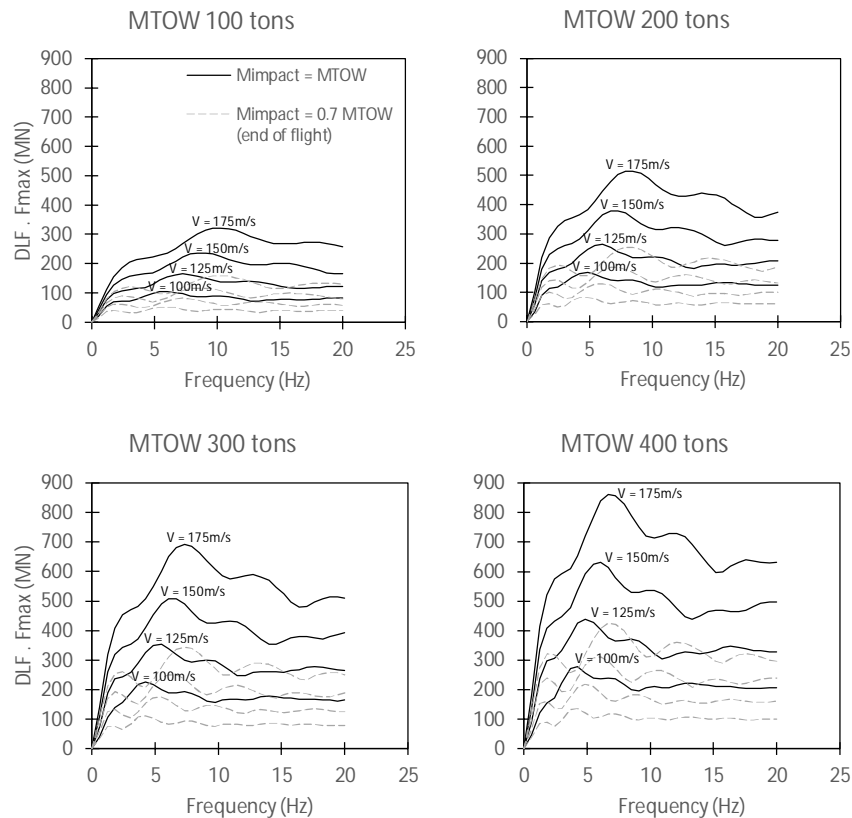 MTOW 100 tons
900
800
700
600
500
400
300
200
100
0
DLF . Fmax (MN)
Mimpact = MTOW
Mimpact = 0.7 MTOW
(end of flight)
V = 175m/s
V = 150m/s
V = 125m/s
V = 100m/s
0 5 10 15 20 25
Frequency (Hz)
MTOW 200 tons
900
800
700
600
500
400
300
200
100
0
V = 175m/s
V = 150m/s
V = 125m/s
V = 100m/s
0 5 10 15 20 25
Frequency (Hz)
MTOW 300 tons
900
800
700
600
500
400
300
200
100
0
DLF . Fmax (MN)
V = 175m/s
V = 150m/s
V = 125m/s
V = 100m/s
0 5 10 15 20 25
Frequency (Hz)
MTOW 400 tons
900
800
700
600
500
400
300
200
100
0
V = 175m/s
V = 150m/s
V = 125m/s
V = 100m/s
0 5 10 15 20 25
Frequency (Hz)